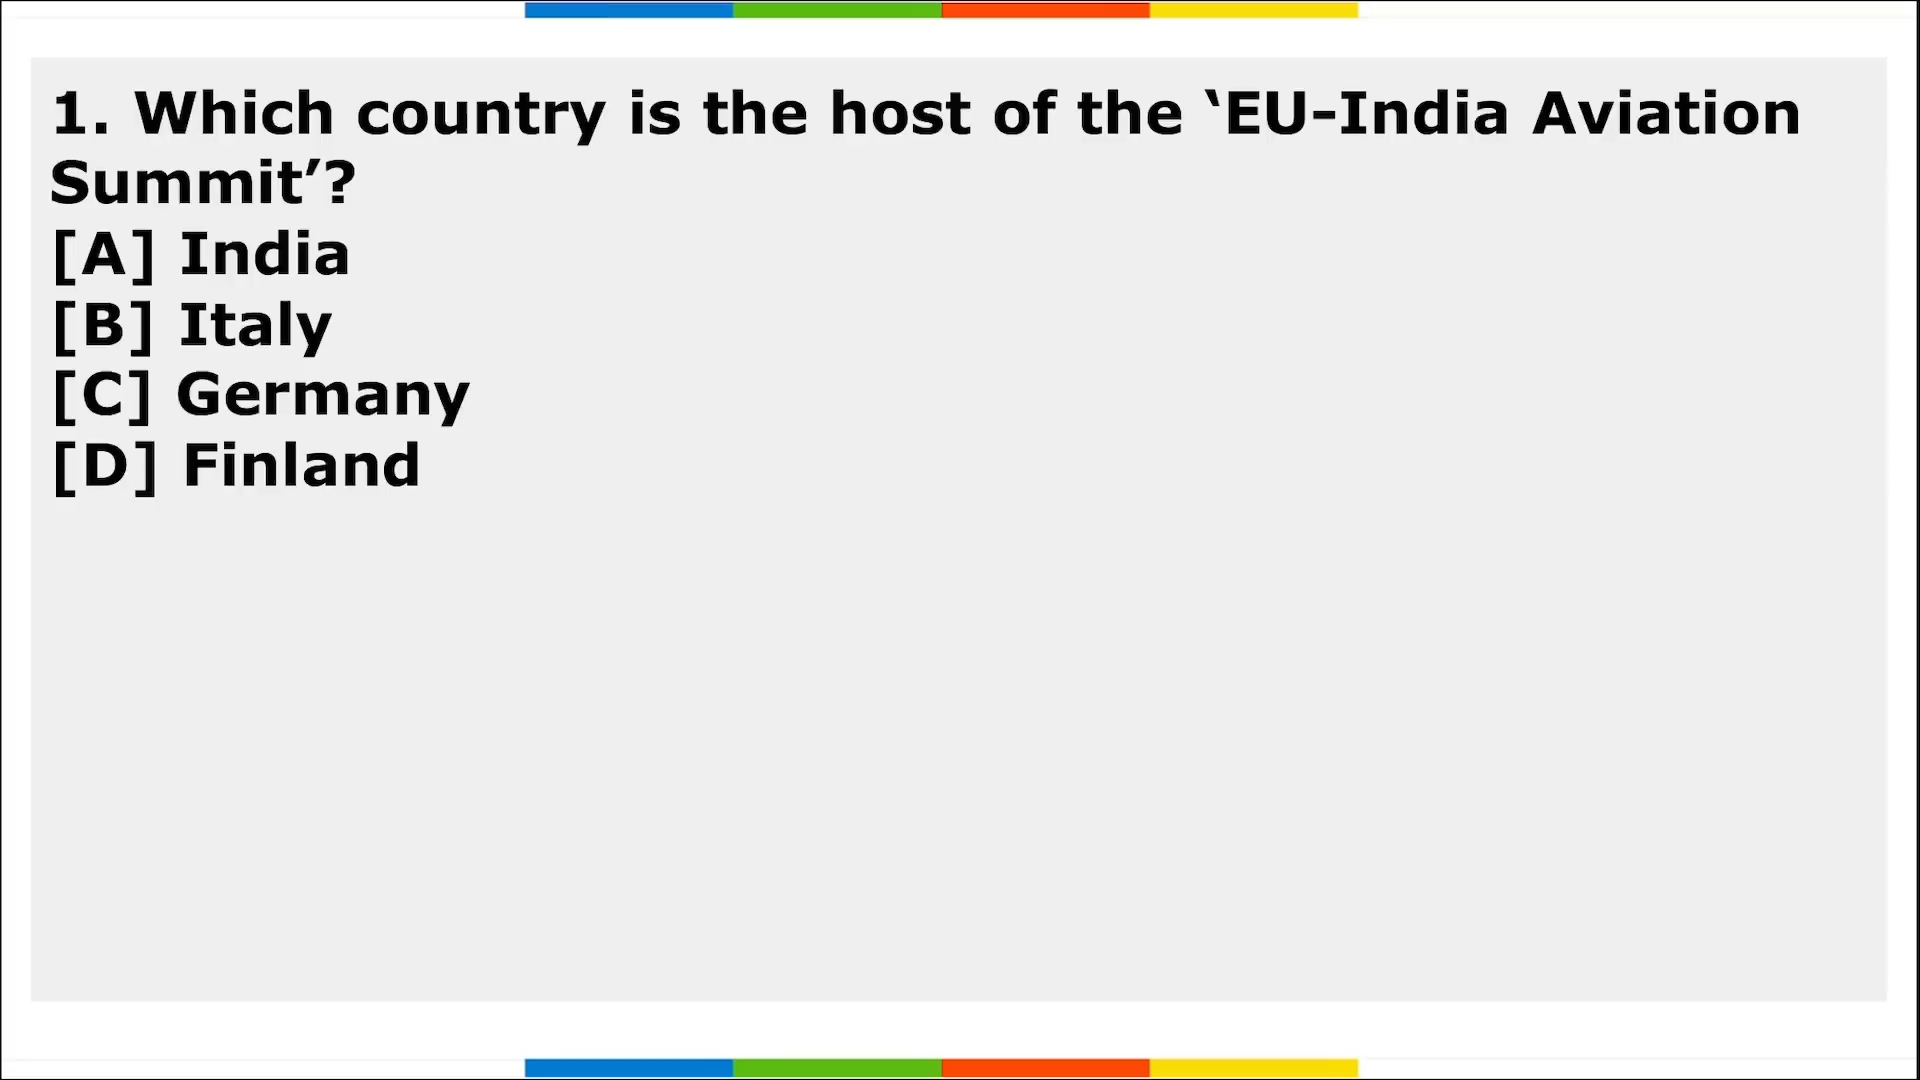 1. Which country is the host of the ‘EU-India Aviation
Summit’?
[A] India
[B] Italy
[C] Germany
[D] Finland